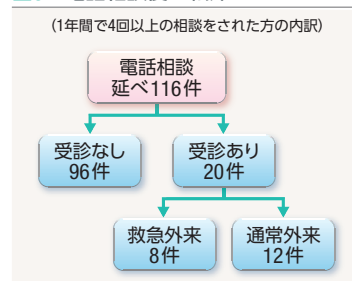 (1年間で4回以上の相談をされた方の内訳)
電話相談
延べ116件
受診なし
96件
受診あり
20件
救急外来
8件
通常外来
12件